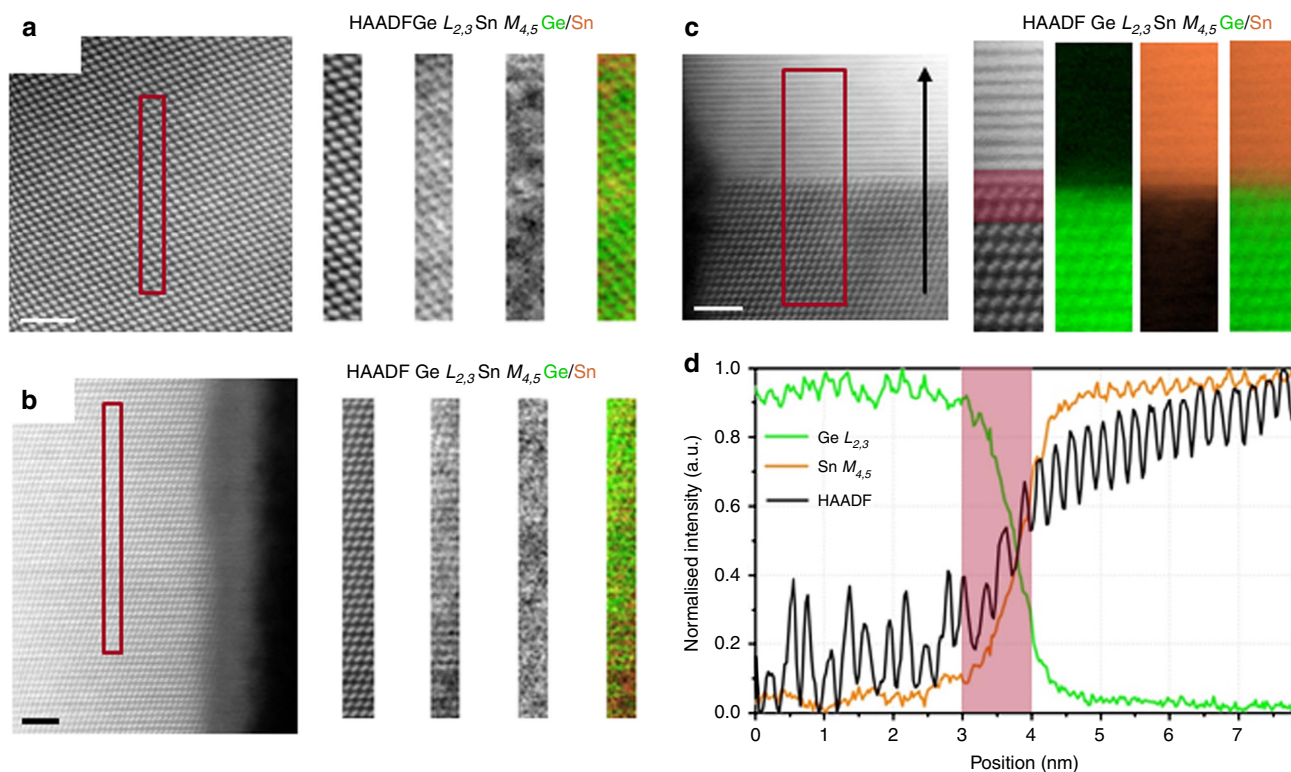 a
HAADFGe L2,3 Sn M4,5 Ge/Sn
b
HAADF Ge L2,3 Sn M4,5 Ge/Sn
c
HAADF Ge L2,3 Sn M4,5 Ge/Sn
d
1.0
0.8
0.6
0.4
0.2
0.0
Normalised intensity (a.u.)
Ge L2,3
Sn M4,5
HAADF
0 1 2 3 4 5 6 7
Position (nm)